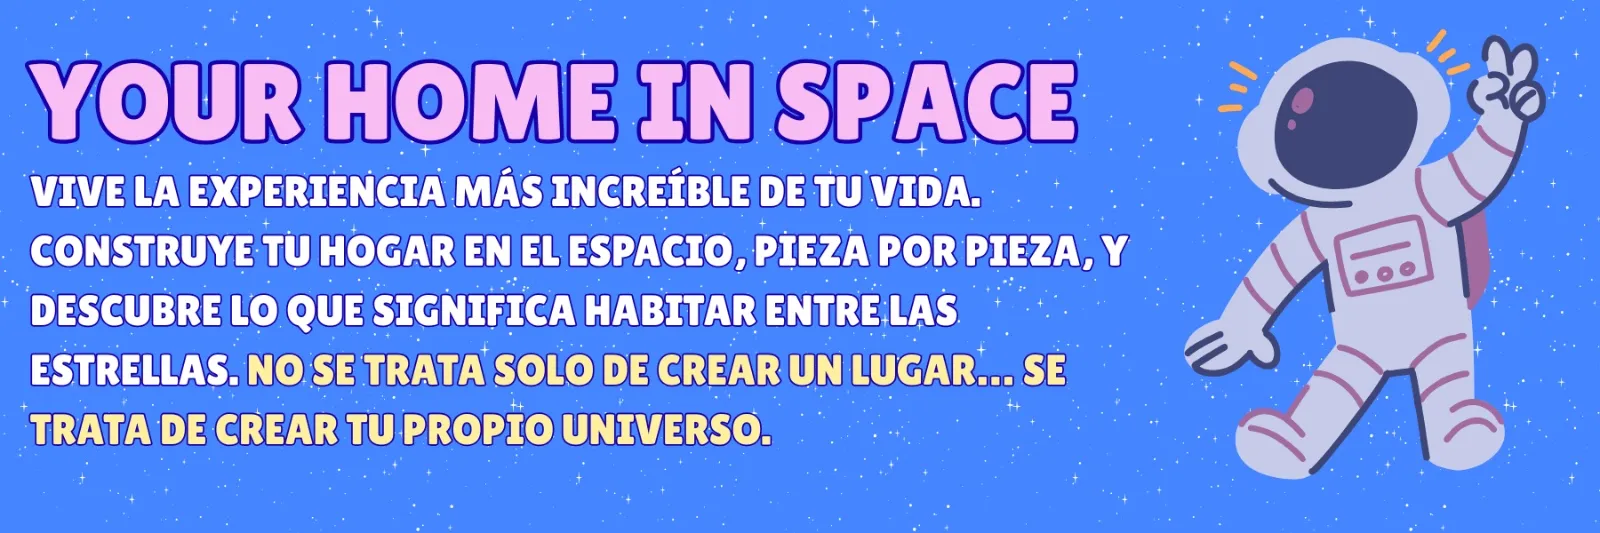 YOUR HOME IN SPACE
VIVE LA EXPERIENCIA MÁS INCREÍBLE DE TU VIDA.
CONSTRUYE TU HOGAR EN EL ESPACIO, PIEZA POR PIEZA, Y
DESCUBRE LO QUE SIGNIFICA HABITAR ENTRE LAS
ESTRELLAS. NO SE TRATA SOLO DE CREAR UN LUGAR... SE
TRATA DE CREAR TU PROPIO UNIVERSO.